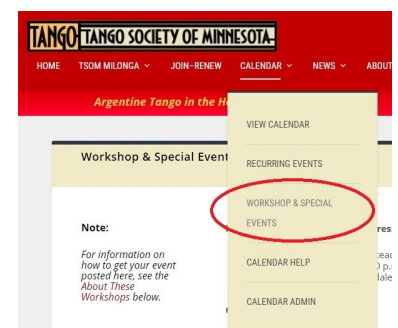 TANGO TANGO SOCIETY OF MINNESOTA
HOME TSOM MILONGA JOIN-RENEW CALENDAR NEWS ABOUT
Argentine Tango in the
VIEW CALENDAR
Workshop & Special Event
RECURRING EVENTS
WORKSHOP & SPECIAL
EVENTS
Note:
For information on
how to get your event
posted here, see the
About These
Workshops below.
CALENDAR HELP
CALENDAR ADMIN